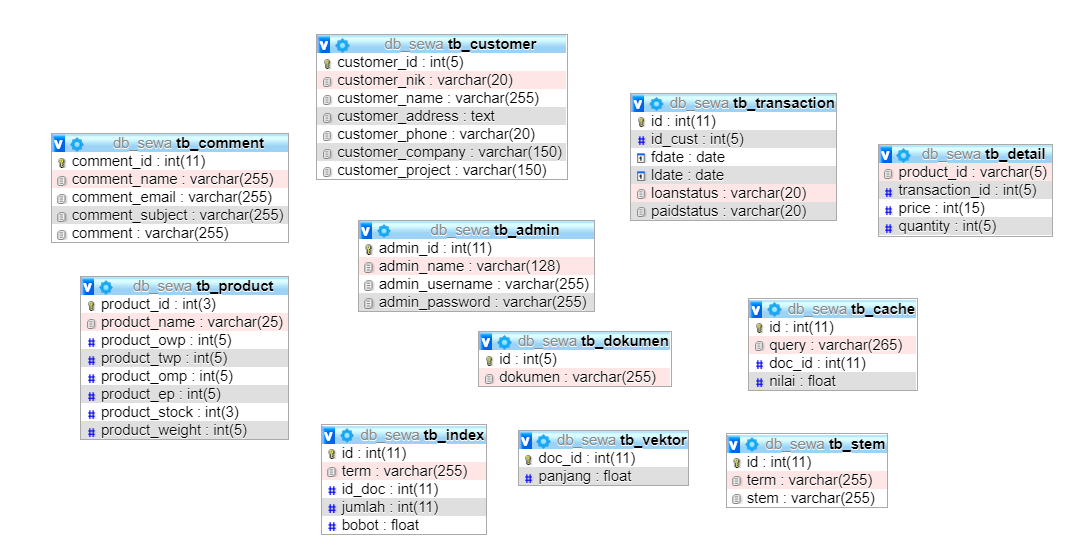 db_sewa tb_customer
customer_id : int(5)
customer_nik : varchar(20)
customer_name : varchar(255)
customer_address : text
customer_phone : varchar(20)
customer_company : varchar(150)
customer_project : varchar(150)
db_sewa tb_transaction
id : int(11)
id_cust : int(5)
fdate : date
ldate : date
loanstatus : varchar(20)
paidstatus : varchar(20)
db_sewa tb_comment
comment_id : int(11)
comment_name : varchar(255)
comment_email : varchar(255)
comment_subject : varchar(255)
comment : varchar(255)
db_sewa tb_detail
product_id : varchar(5)
transaction_id : int(5)
price : int(15)
quantity : int(5)
db_sewa tb_admin
admin_id : int(11)
admin_name : varchar(128)
admin_username : varchar(255)
admin_password : varchar(255)
db_sewa tb_product
product_id : int(3)
product_name : varchar(25)
product_owp : int(5)
product_twp : int(5)
product_omp : int(5)
product_ep : int(5)
product_stock : int(3)
product_weight : int(5)
db_sewa tb_cache
id : int(11)
query : varchar(265)
doc_id : int(11)
nilai : float
db_sewa tb_dokumen
id : int(5)
dokumen : varchar(255)
db_sewa tb_index
id : int(11)
term : varchar(255)
id_doc : int(11)
jumlah : int(11)
bobot : float
db_sewa tb_vektor
doc_id : int(11)
panjang : float
db_sewa tb_stem
id : int(11)
term : varchar(255)
stem : varchar(255)